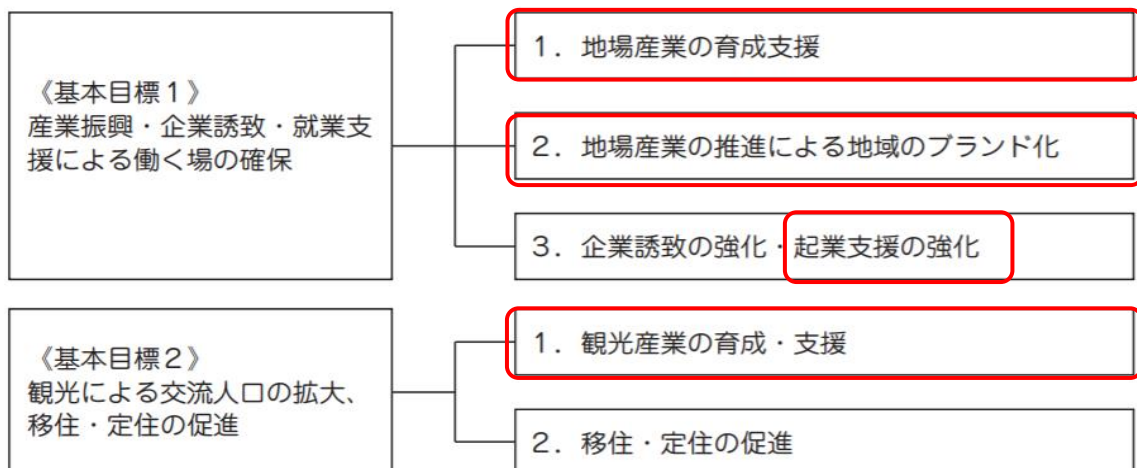 《基本目標1》
産業振興・企業誘致・就業支
援による働く場の確保
1．地場産業の育成支援
2．地場産業の推進による地域のブランド化
3．企業誘致の強化・起業支援の強化
《基本目標2》
観光による交流人口の拡大、
移住・定住の促進
1．観光産業の育成・支援
2．移住・定住の促進